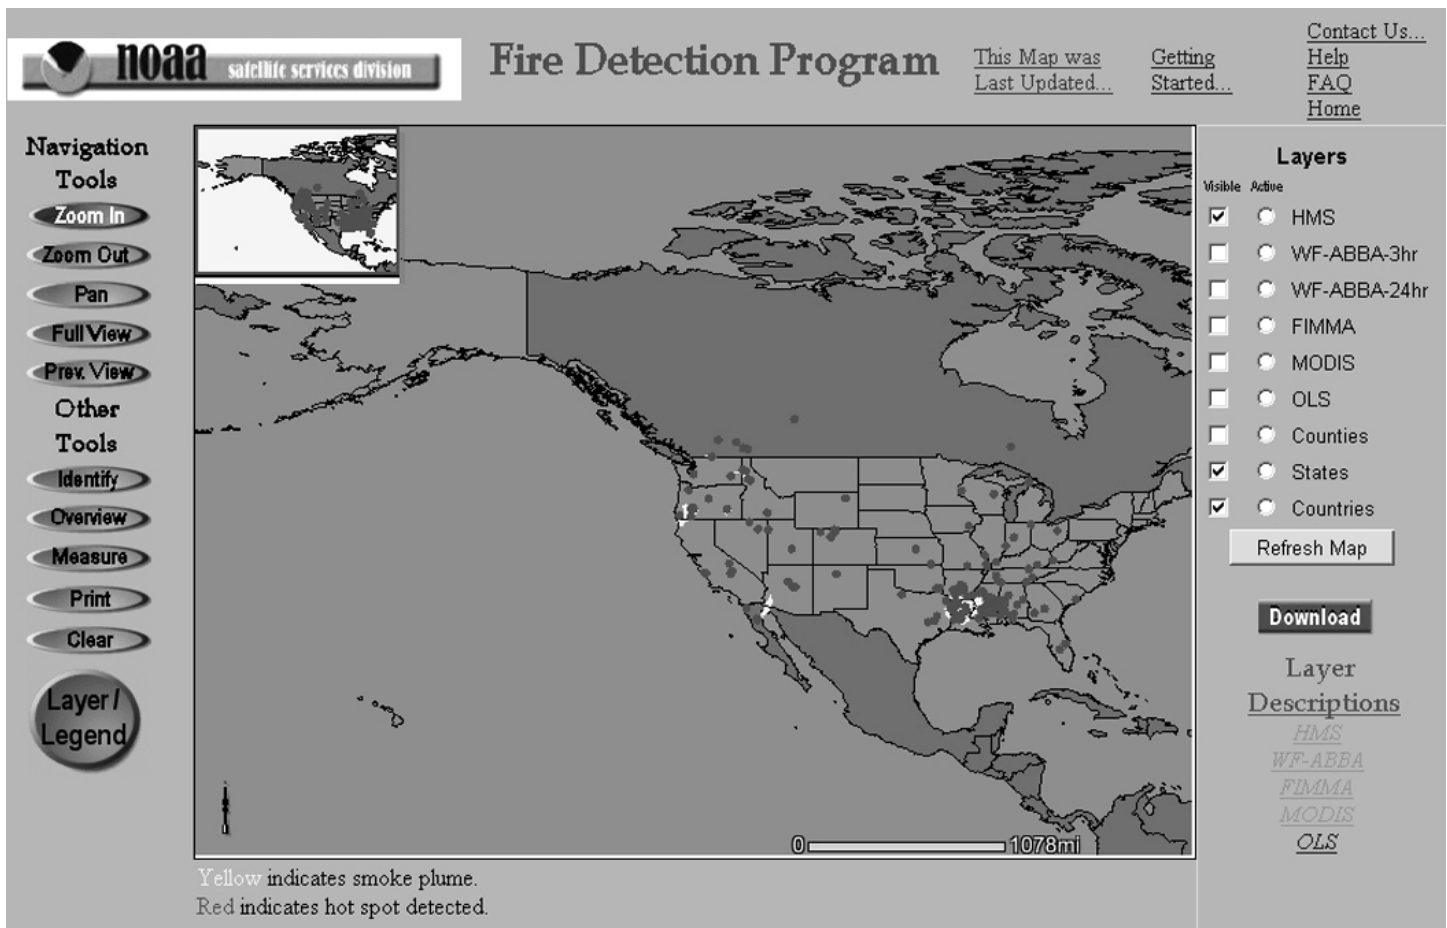 noaa satellite services division
Fire Detection Program
This Map was
Last Updated...
Getting
Started...
Contact Us...
Help
FAQ
Home
Navigation
Tools
Zoom In
Zoom Out
Pan
Full View
Prev. View
Other
Tools
Identify
Overview
Measure
Print
Clear
Layer /
Legend
0 1078mi
Yellow indicates smoke plume.
Red indicates hot spot detected.
Layers
Visible Active
HMS
WF-ABBA-3hr
WF-ABBA-24hr
FIMMA
MODIS
OLS
Counties
States
Countries
Refresh Map
Download
Layer
Descriptions
HMS
WF-ABBA
FIMMA
MODIS
OLS